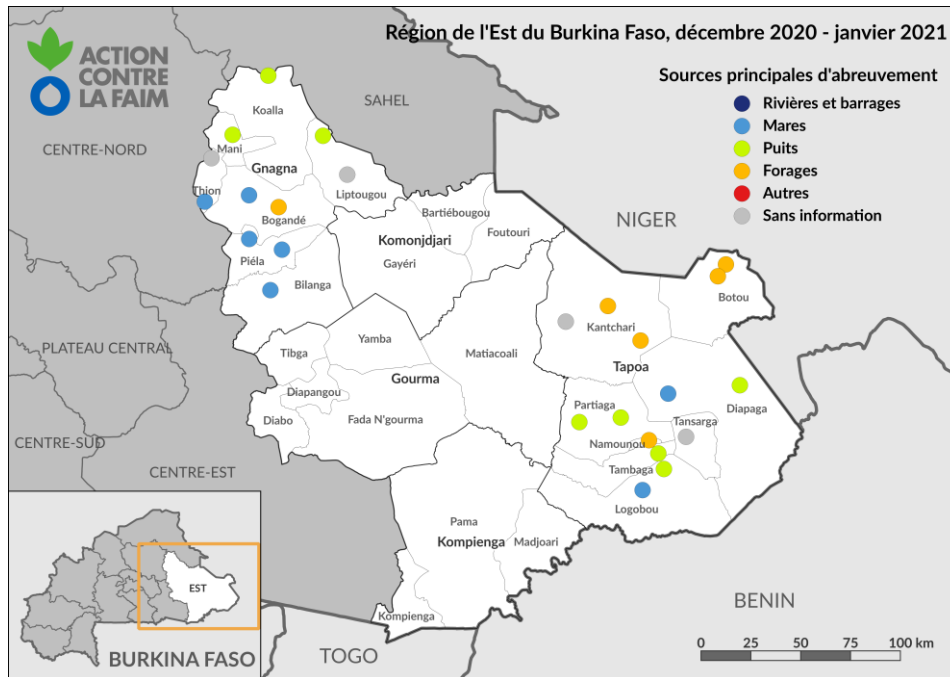 Région de l'Est du Burkina Faso, décembre 2020 - janvier 2021
ACTION
CONTRE
LA FAIM
Sources principales d'abreuvement
Rivières et barrages
Mares
Puits
Forages
Autres
Sans information
SAHEL
CENTRE-NORD
Koalla
Mani
Gnagna
Thion
Liptougou
Bogandé
Bartiébougou
Foutouri
NIGER
Komonjdjari
Piéla
Gayéri
Bilanga
Botou
Kantchari
PLATEAU CENTRAL
Yamba
Tibga
Matiacoali
Tapoa
Gourma
Diapangou
Partiaga
Diapaga
Diabo
Fada N'gourma
Tansarga
CENTRE-SUD
Namounou
CENTRE-EST
Tambaga
Logobou
Pama
Kompienga
Madjoari
EST
BENIN
Kompienga
BURKINA FASO
TOGO
0 25 50 75 100 km